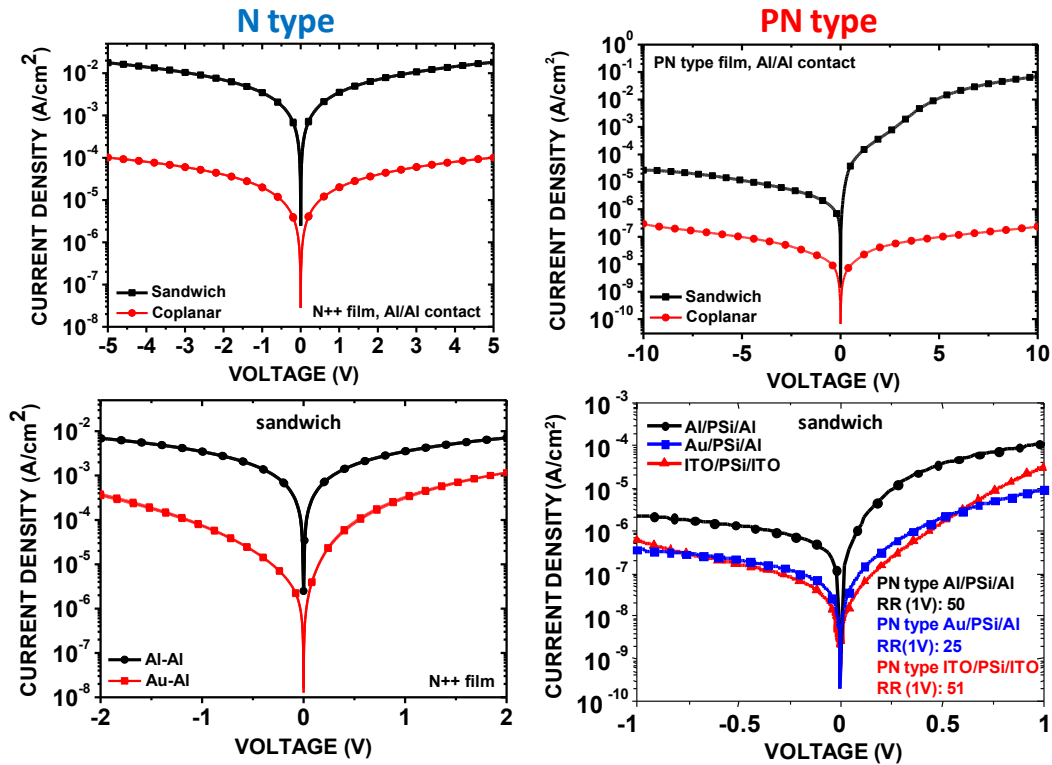 N type
CURRENT DENSITY (A/cm2)
10-2
10-3
10-4
10-5
10-6
10-7
10-8
Sandwich
Coplanar
N++ film, Al/Al contact
-5 -4 -3 -2 -1 0 1 2 3 4 5
VOLTAGE (V)
PN type
CURRENT DENSITY (A/cm2)
100
10-1
10-2
10-3
10-4
10-5
10-6
10-7
10-8
10-9
10-10
PN type film, Al/Al contact
Sandwich
Coplanar
-10 -5 0 5 10
VOLTAGE (V)
CURRENT DENSITY (A/cm2)
10-2
10-3
10-4
10-5
10-6
10-7
10-8
sandwich
Al-Al
Au-Al
N++ film
-2 -1 0 1 2
VOLTAGE (V)
CURRENT DENSITY (A/cm²)
10-3
10-4
10-5
10-6
10-7
10-8
10-9
10-10
Al/PSi/Al
Au/PSi/Al
ITO/PSi/ITO
sandwich
PN type Al/PSi/Al
RR (1V): 50
PN type Au/PSi/Al
RR(1V): 25
PN type ITO/PSi/ITO
RR (1V): 51
-1 -0.5 0 0.5 1
VOLTAGE (V)